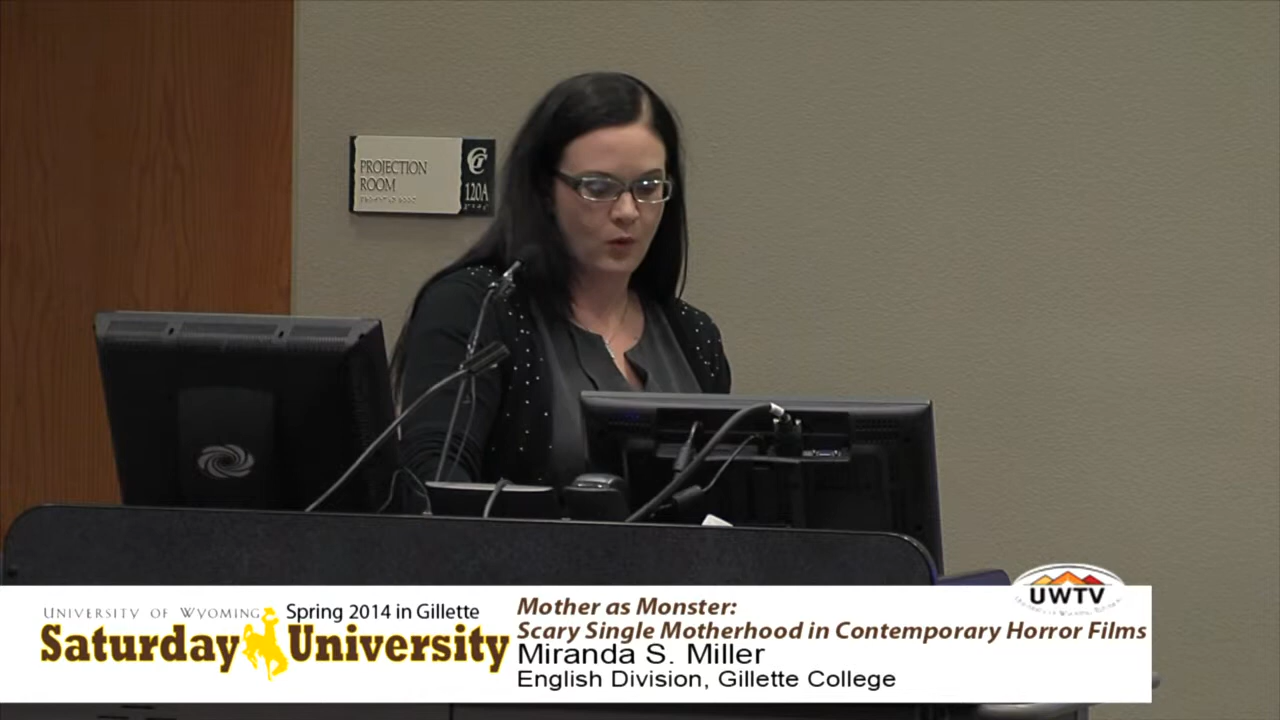 PROJECTION
ROOM
120A
UWTV
UNIVERSITY OF WYOMING
Spring 2014 in Gillette
Saturday University
Mother as Monster:
Scary Single Motherhood in Contemporary Horror Films
Miranda S. Miller
English Division, Gillette College